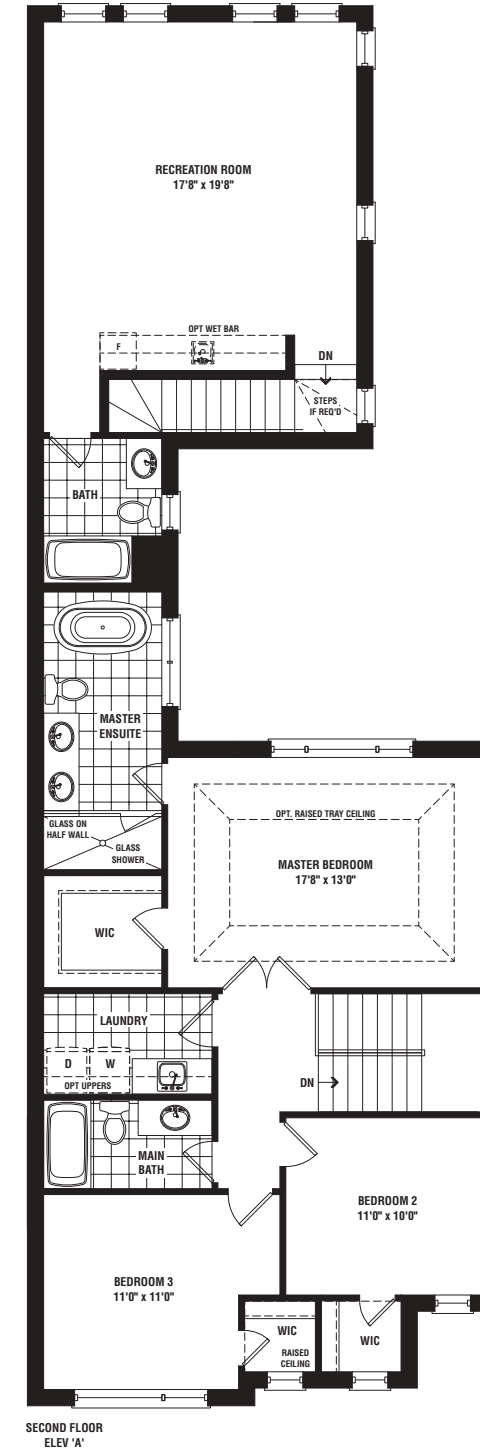 RECREATION ROOM
17'8" x 19'8"
OPT WET BAR
F
DN
STEPS
IF REQ'D
BATH
MASTER
ENSUITE
GLASS ON
HALF WALL
GLASS
SHOWER
OPT. RAISED TRAY CEILING
MASTER BEDROOM
17'8" x 13'0"
WIC
LAUNDRY
D
W
OPT UPPERS
DN
MAIN
BATH
BEDROOM 2
11'0" x 10'0"
BEDROOM 3
11'0" x 11'0"
WIC
RAISED
CEILING
WIC
SECOND FLOOR
ELEV 'A'